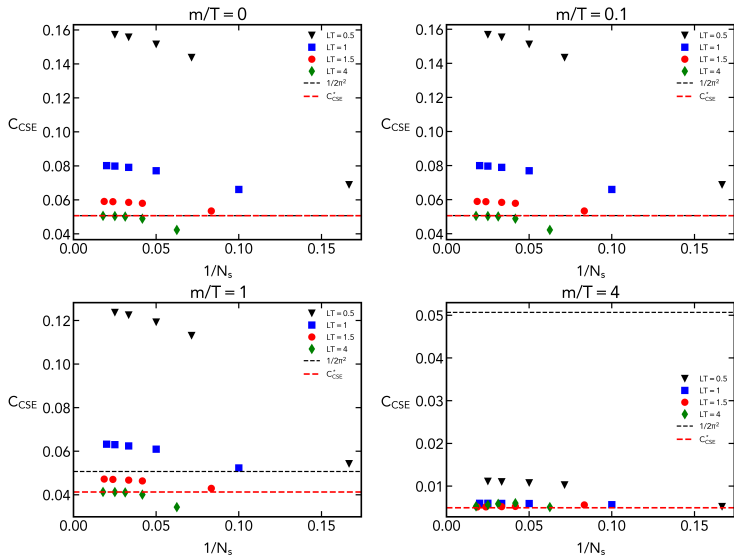 m/T = 0
0.16
0.14
0.12
0.10
0.08
0.06
0.04
C_CSE
0.00 0.05 0.10 0.15
1/N_s
LT = 0.5
LT = 1
LT = 1.5
LT = 4
1/2π²
C*_CSE
m/T = 0.1
0.16
0.14
0.12
0.10
0.08
0.06
0.04
C_CSE
0.00 0.05 0.10 0.15
1/N_s
LT = 0.5
LT = 1
LT = 1.5
LT = 4
1/2π²
C*_CSE
m/T = 1
0.12
0.10
0.08
0.06
0.04
C_CSE
0.00 0.05 0.10 0.15
1/N_s
LT = 0.5
LT = 1
LT = 1.5
LT = 4
1/2π²
C*_CSE
m/T = 4
0.05
0.04
0.03
0.02
0.01
C_CSE
0.00 0.05 0.10 0.15
1/N_s
LT = 0.5
LT = 1
LT = 1.5
LT = 4
1/2π²
C*_CSE